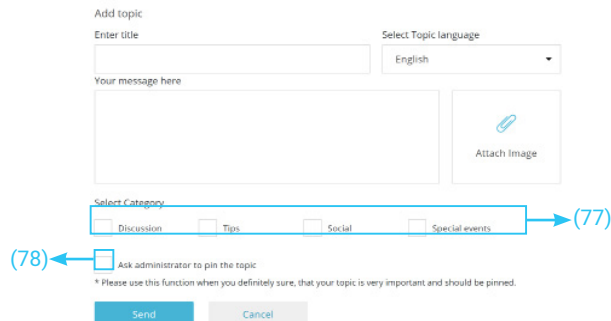 Add topic
Enter title
Select Topic language
English
Your message here
Attach Image
Select Category
Discussion Tips Social Special events
(77)
(78)
Ask administrator to pin the topic
* Please use this function when you definitely sure, that your topic is very important and should be pinned.
Send Cancel